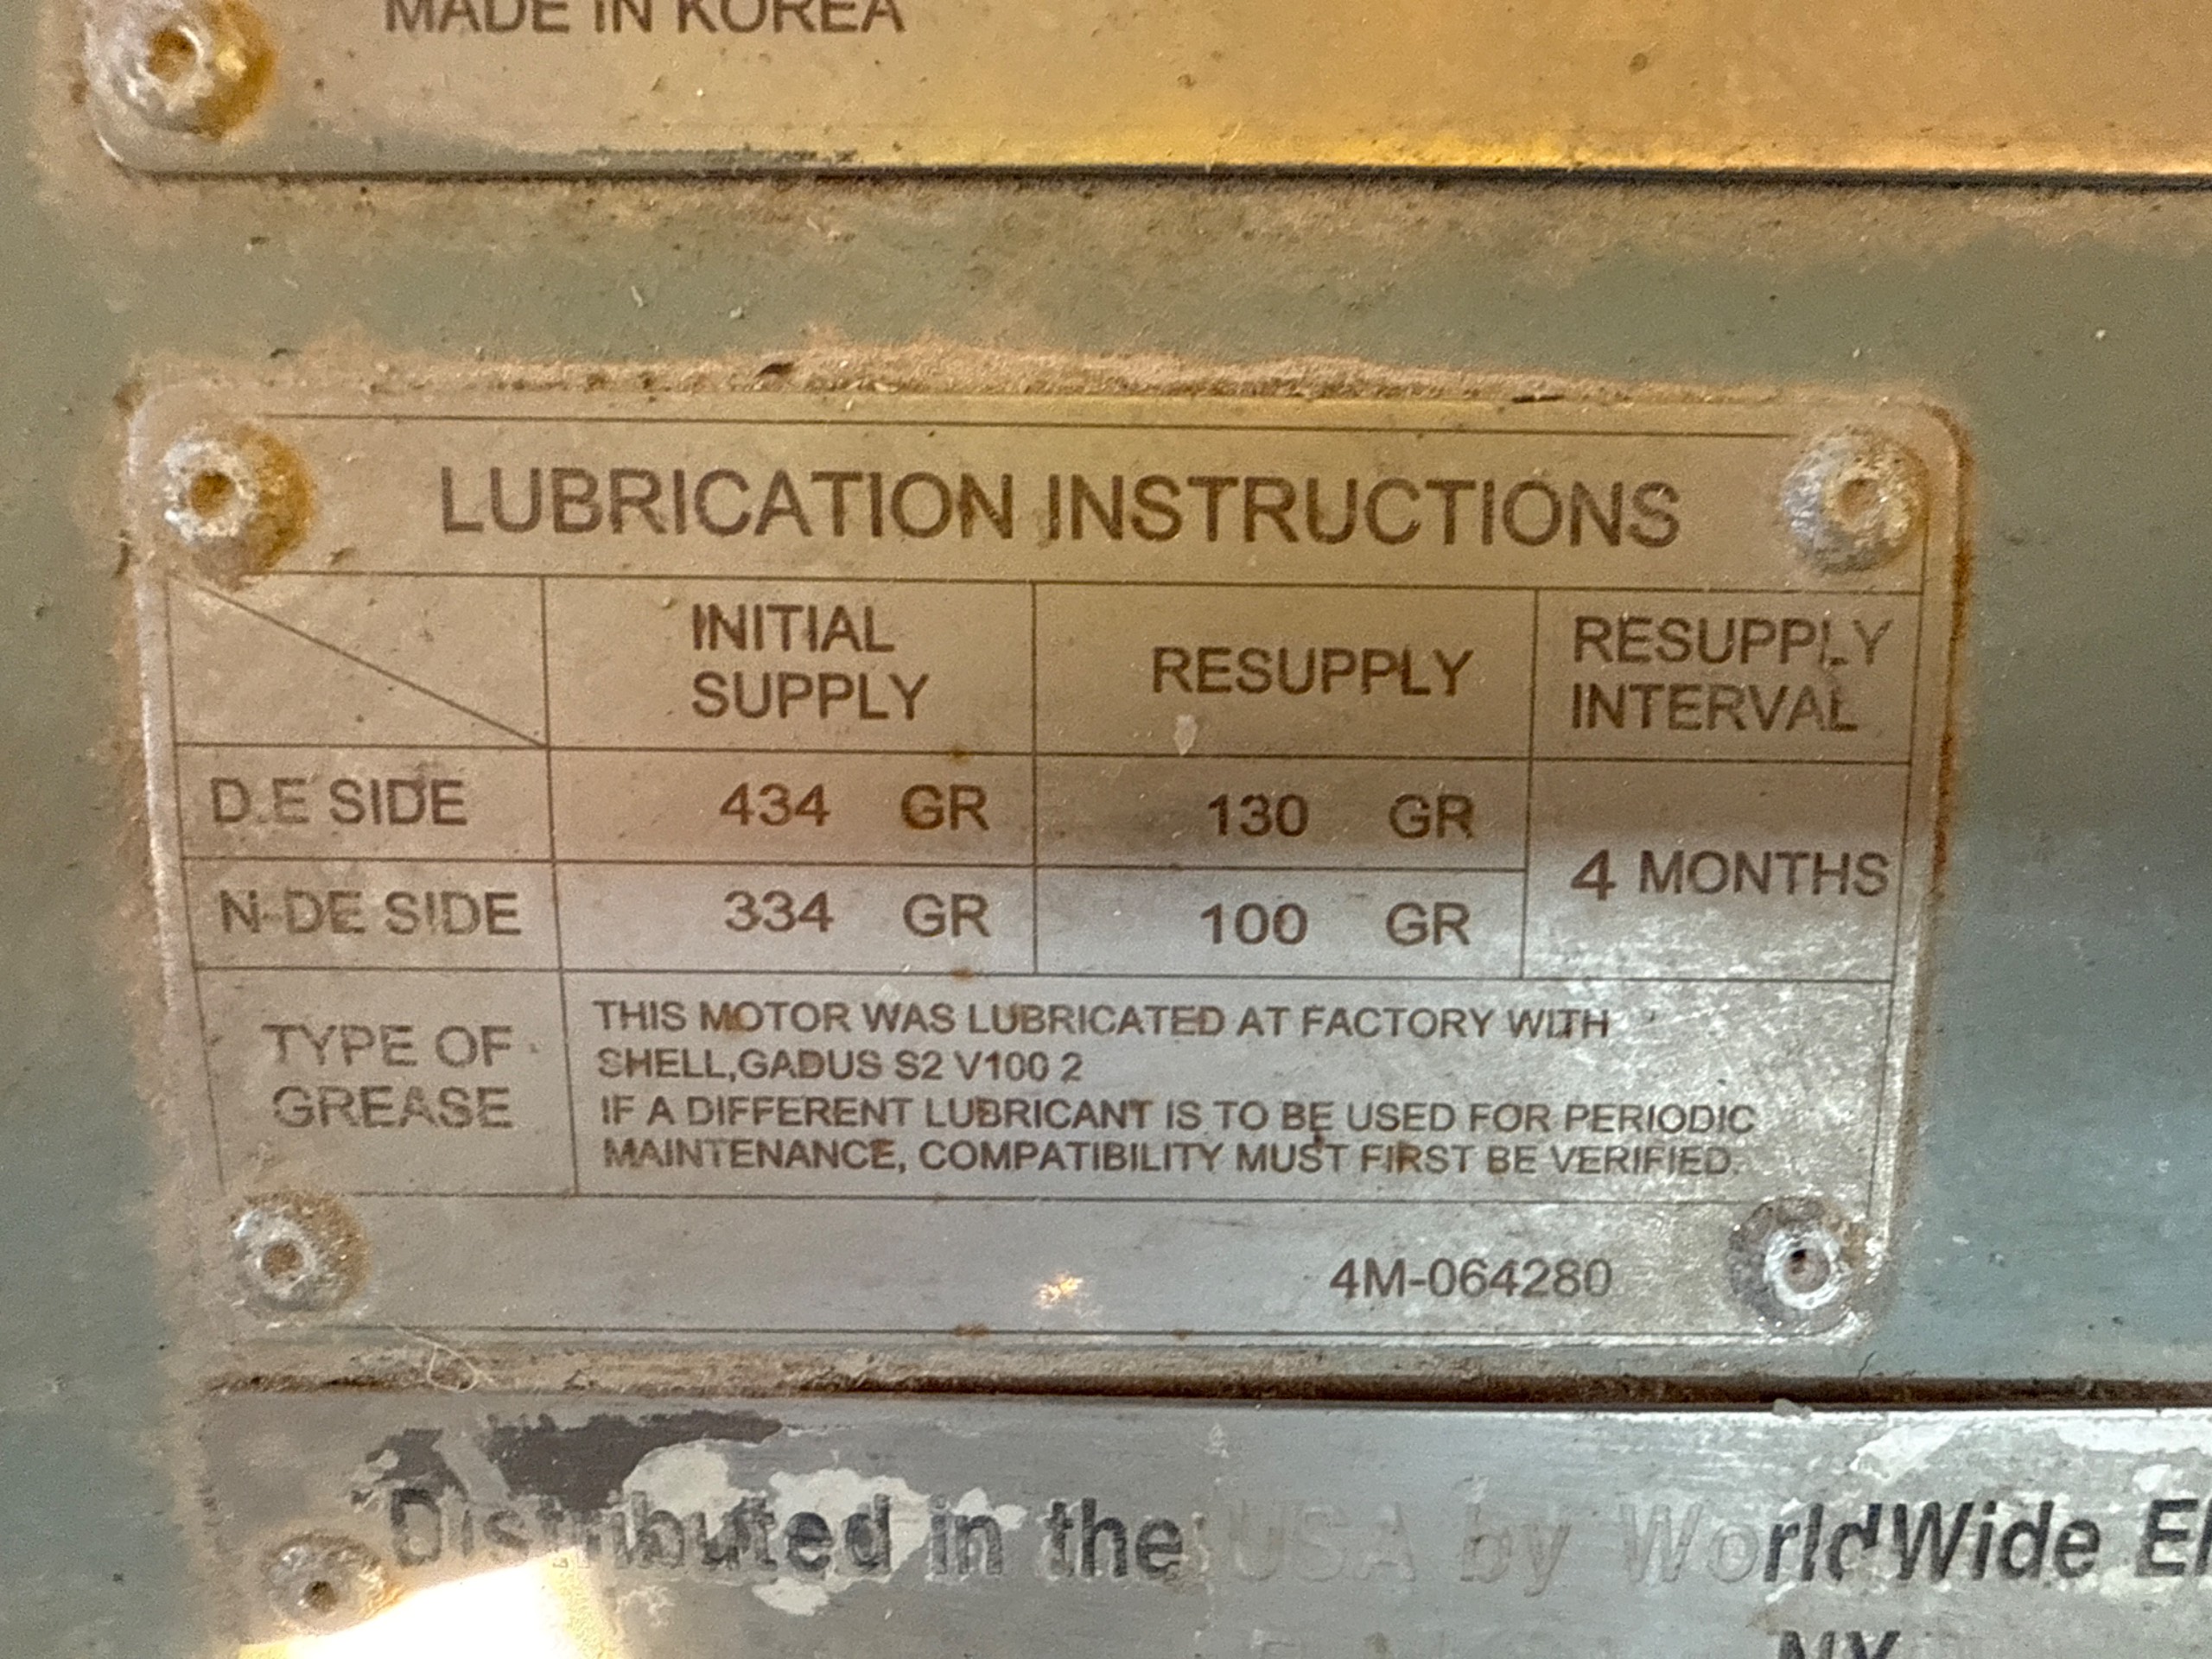 MADE IN KOREA
LUBRICATION INSTRUCTIONS
INITIAL SUPPLY
RESUPPLY
RESUPPLY INTERVAL
D.E SIDE 434 GR 130 GR
4 MONTHS
N-DE SIDE 334 GR 100 GR
TYPE OF GREASE
THIS MOTOR WAS LUBRICATED AT FACTORY WITH
SHELL,GADUS S2 V100 2
IF A DIFFERENT LUBRICANT IS TO BE USED FOR PERIODIC
MAINTENANCE, COMPATIBILITY MUST FIRST BE VERIFIED.
4M-064280
Distributed in the USA by WorldWide El
NY